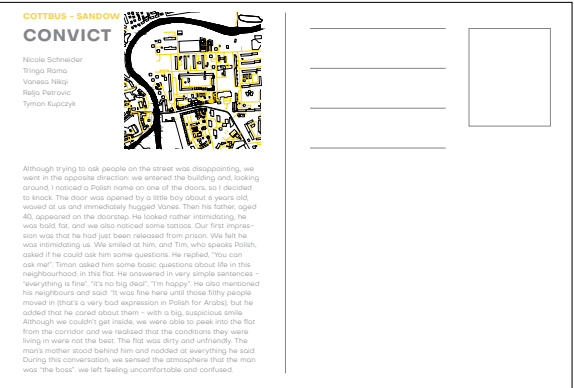 COTTBUS - SANDOW
CONVICT
Nicole Schneider
Tringa Rama
Vanesa Nikqi
Relja Petrovic
Tymon Kupczyk
Although trying to ask people on the street was disappointing, we
went in the opposite direction: we entered the building and, looking
around, I noticed a Polish name on one of the doors, so I decided
to knock. The door was opened by a little boy about 6 years old,
waved at us and immediately hugged Vanes. Then his father, aged
40, appeared on the doorstep. He looked rather intimidating, he
was bald, fat, and we also noticed some tattoos. Our first impres-
sion was that he had just been released from prison. We felt he
was intimidating us. We smiled at him, and Tim, who speaks Polish,
asked if he could ask him some questions. He replied, "You can
ask me!". Timon asked him some basic questions about life in this
neighbourhood, in this flat. He answered in very simple sentences -
"everything is fine", "it's no big deal", "I'm happy". He also mentioned
his neighbours and said: "It was fine here until those filthy people
moved in (that's a very bad expression in Polish for Arabs), but he
added that he cared about them - with a big, suspicious smile.
Although we couldn't get inside, we were able to peek into the flat
from the corridor and we realised that the conditions they were
living in were not the best. The flat was dirty and unfriendly. The
man's mother stood behind him and nodded at everything he said.
During this conversation, we sensed the atmosphere that the man
was "the boss". we left feeling uncomfortable and confused.